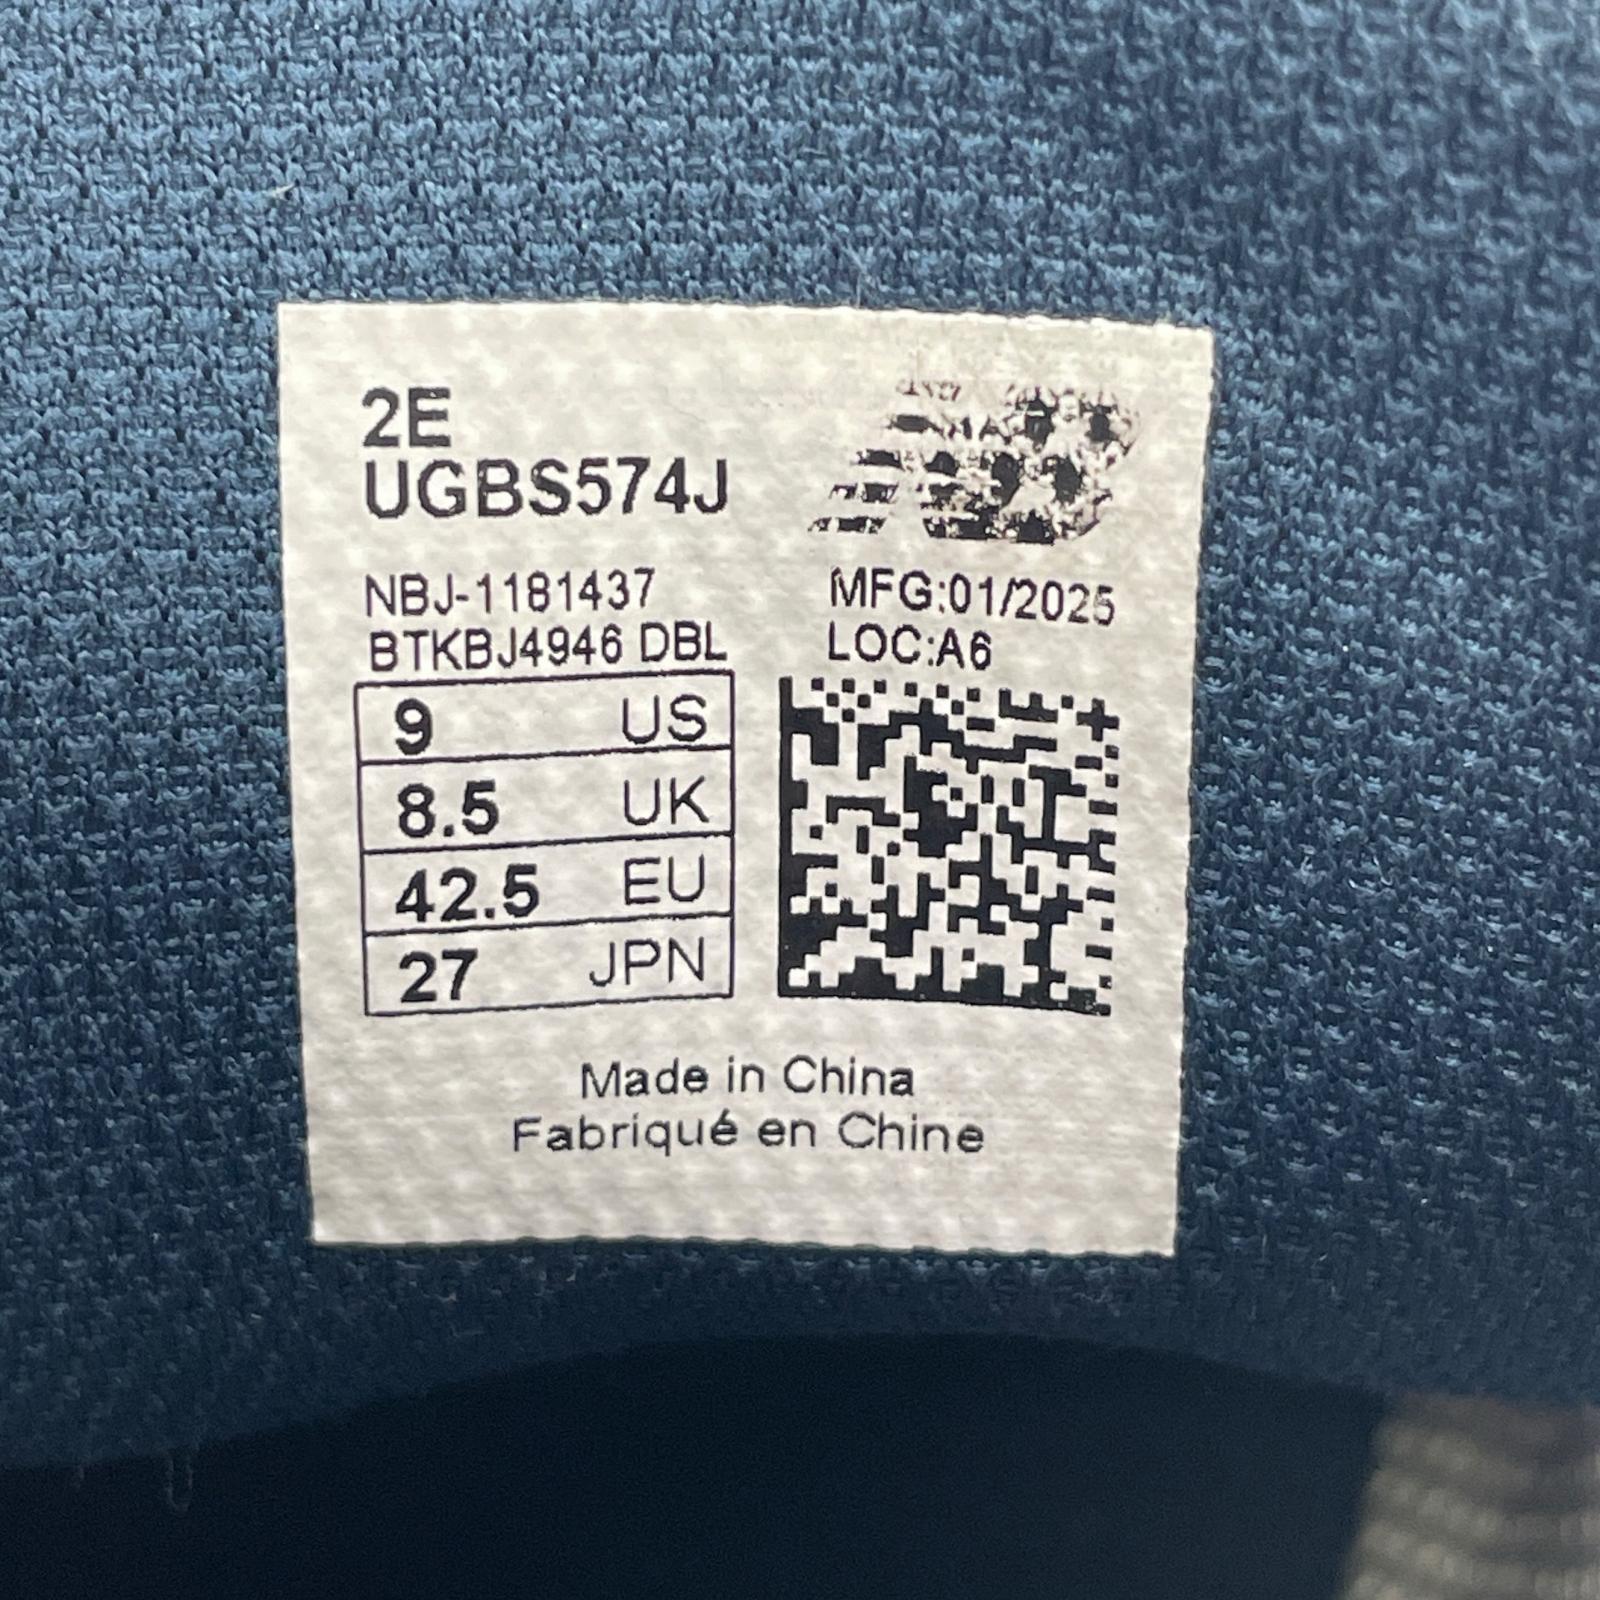 2E
UGBS574J
NBJ-1181437
BTKBJ4946 DBL
MFG:01/2025
LOC:A6
9 US
8.5 UK
42.5 EU
27 JPN
Made in China
Fabriqué en Chine